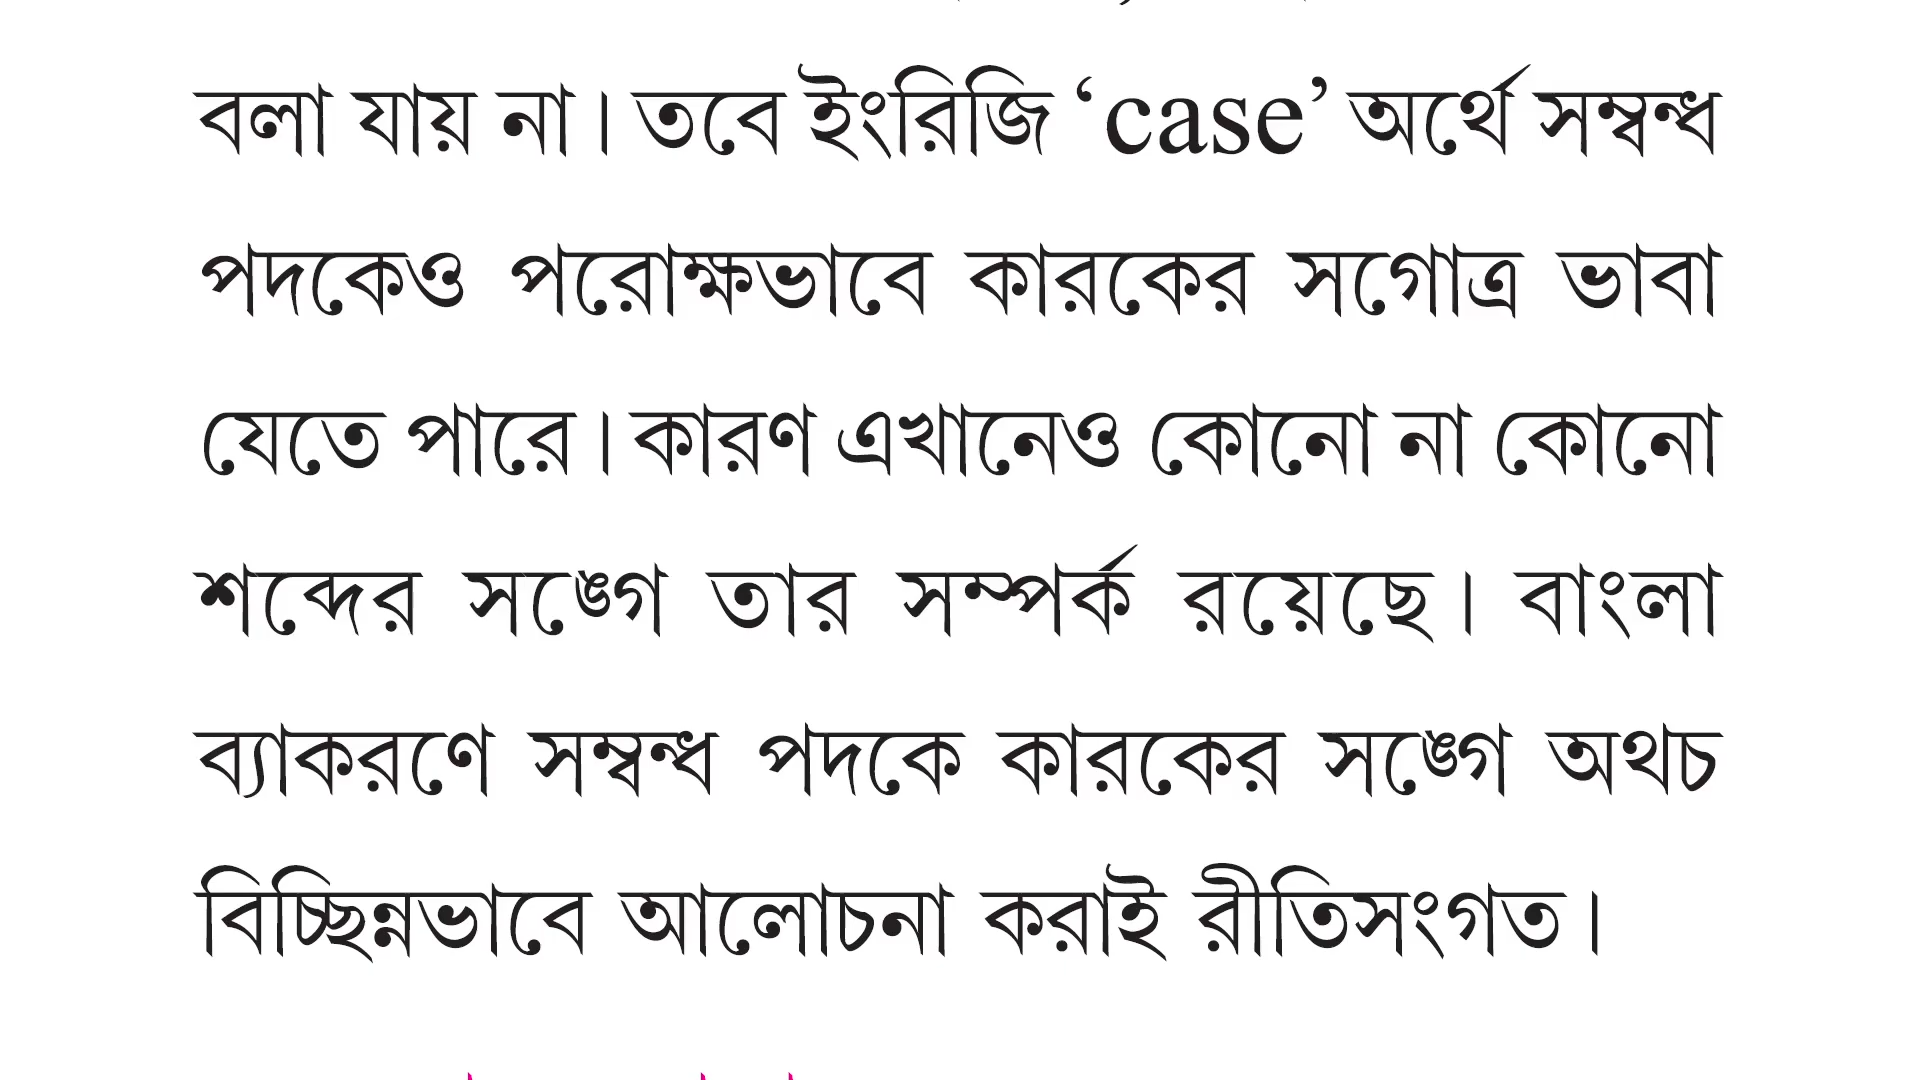 বলা যায় না। তবে ইংরিজি ‘case’ অর্থে সম্বন্ধ
পদকেও পরোক্ষভাবে কারকের সগোত্র ভাবা
যেতে পারে। কারণ এখানেও কোনো না কোনো
শব্দের সঙ্গে তার সম্পর্ক রয়েছে। বাংলা
ব্যাকরণে সম্বন্ধ পদকে কারকের সঙ্গে অথচ
বিচ্ছিন্নভাবে আলোচনা করাই রীতিসংগত।